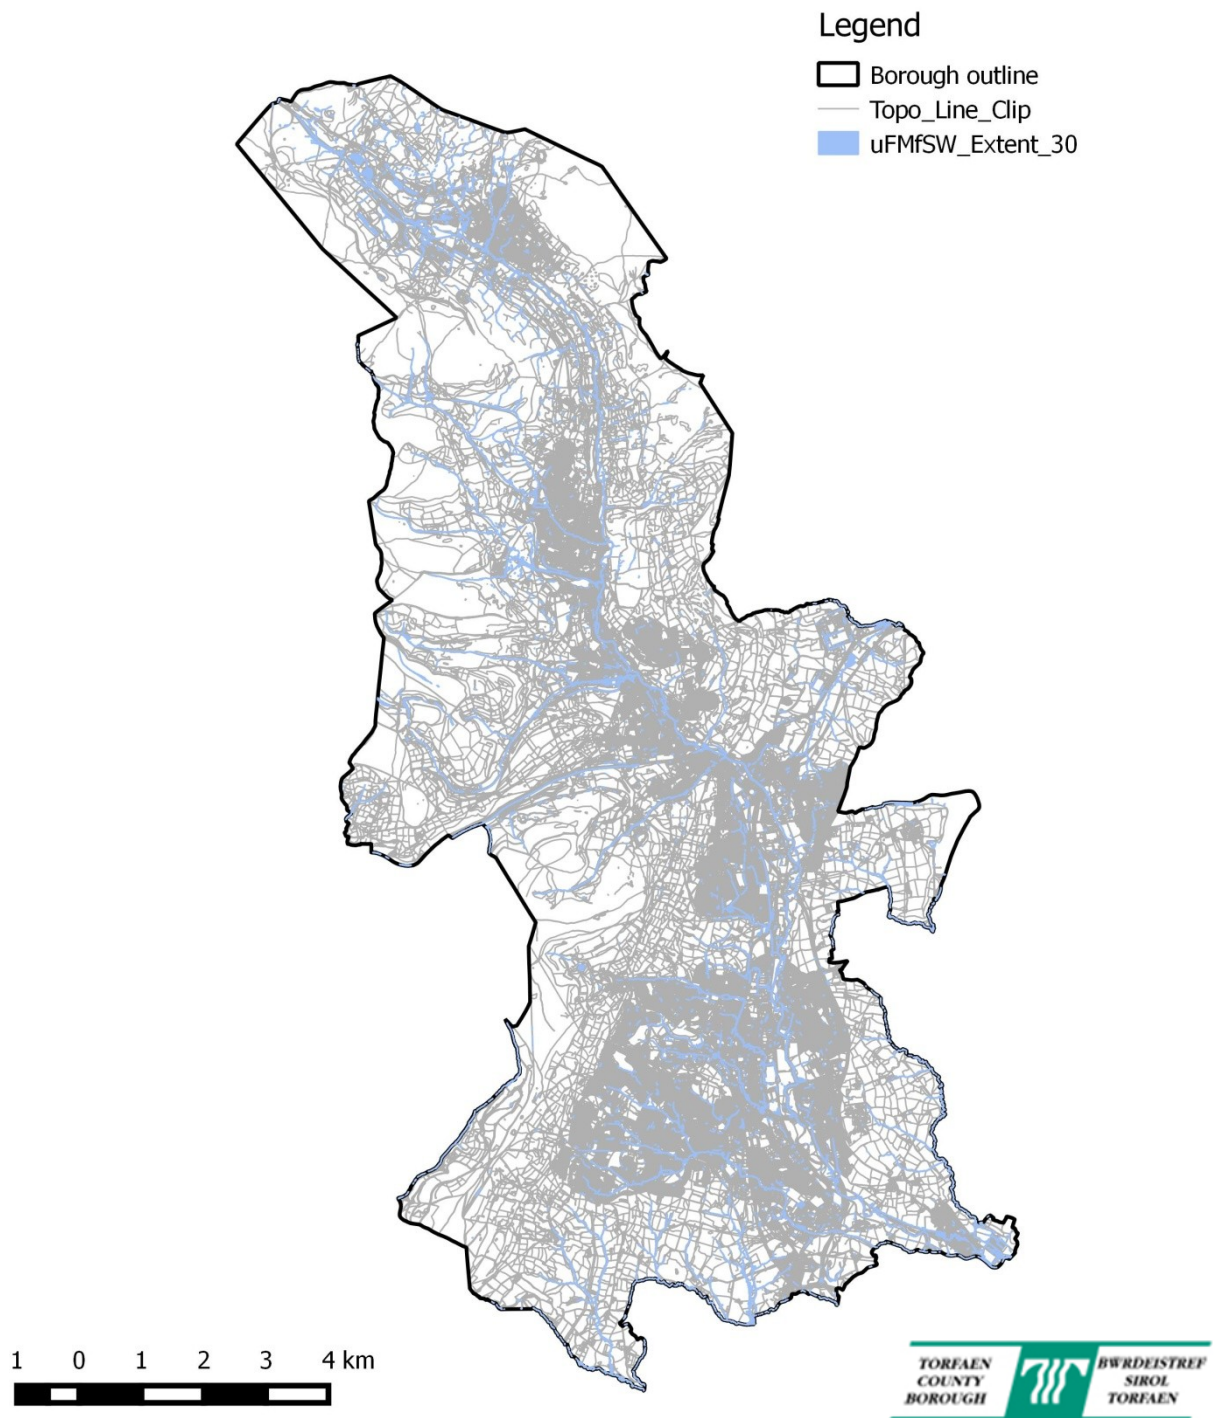 Legend
Borough outline
Topo_Line_Clip
uFMfSW_Extent_30
1 0 1 2 3 4 km
TORFAEN
COUNTY
BOROUGH
BWRDEISTREF
SIROL
TORFAEN